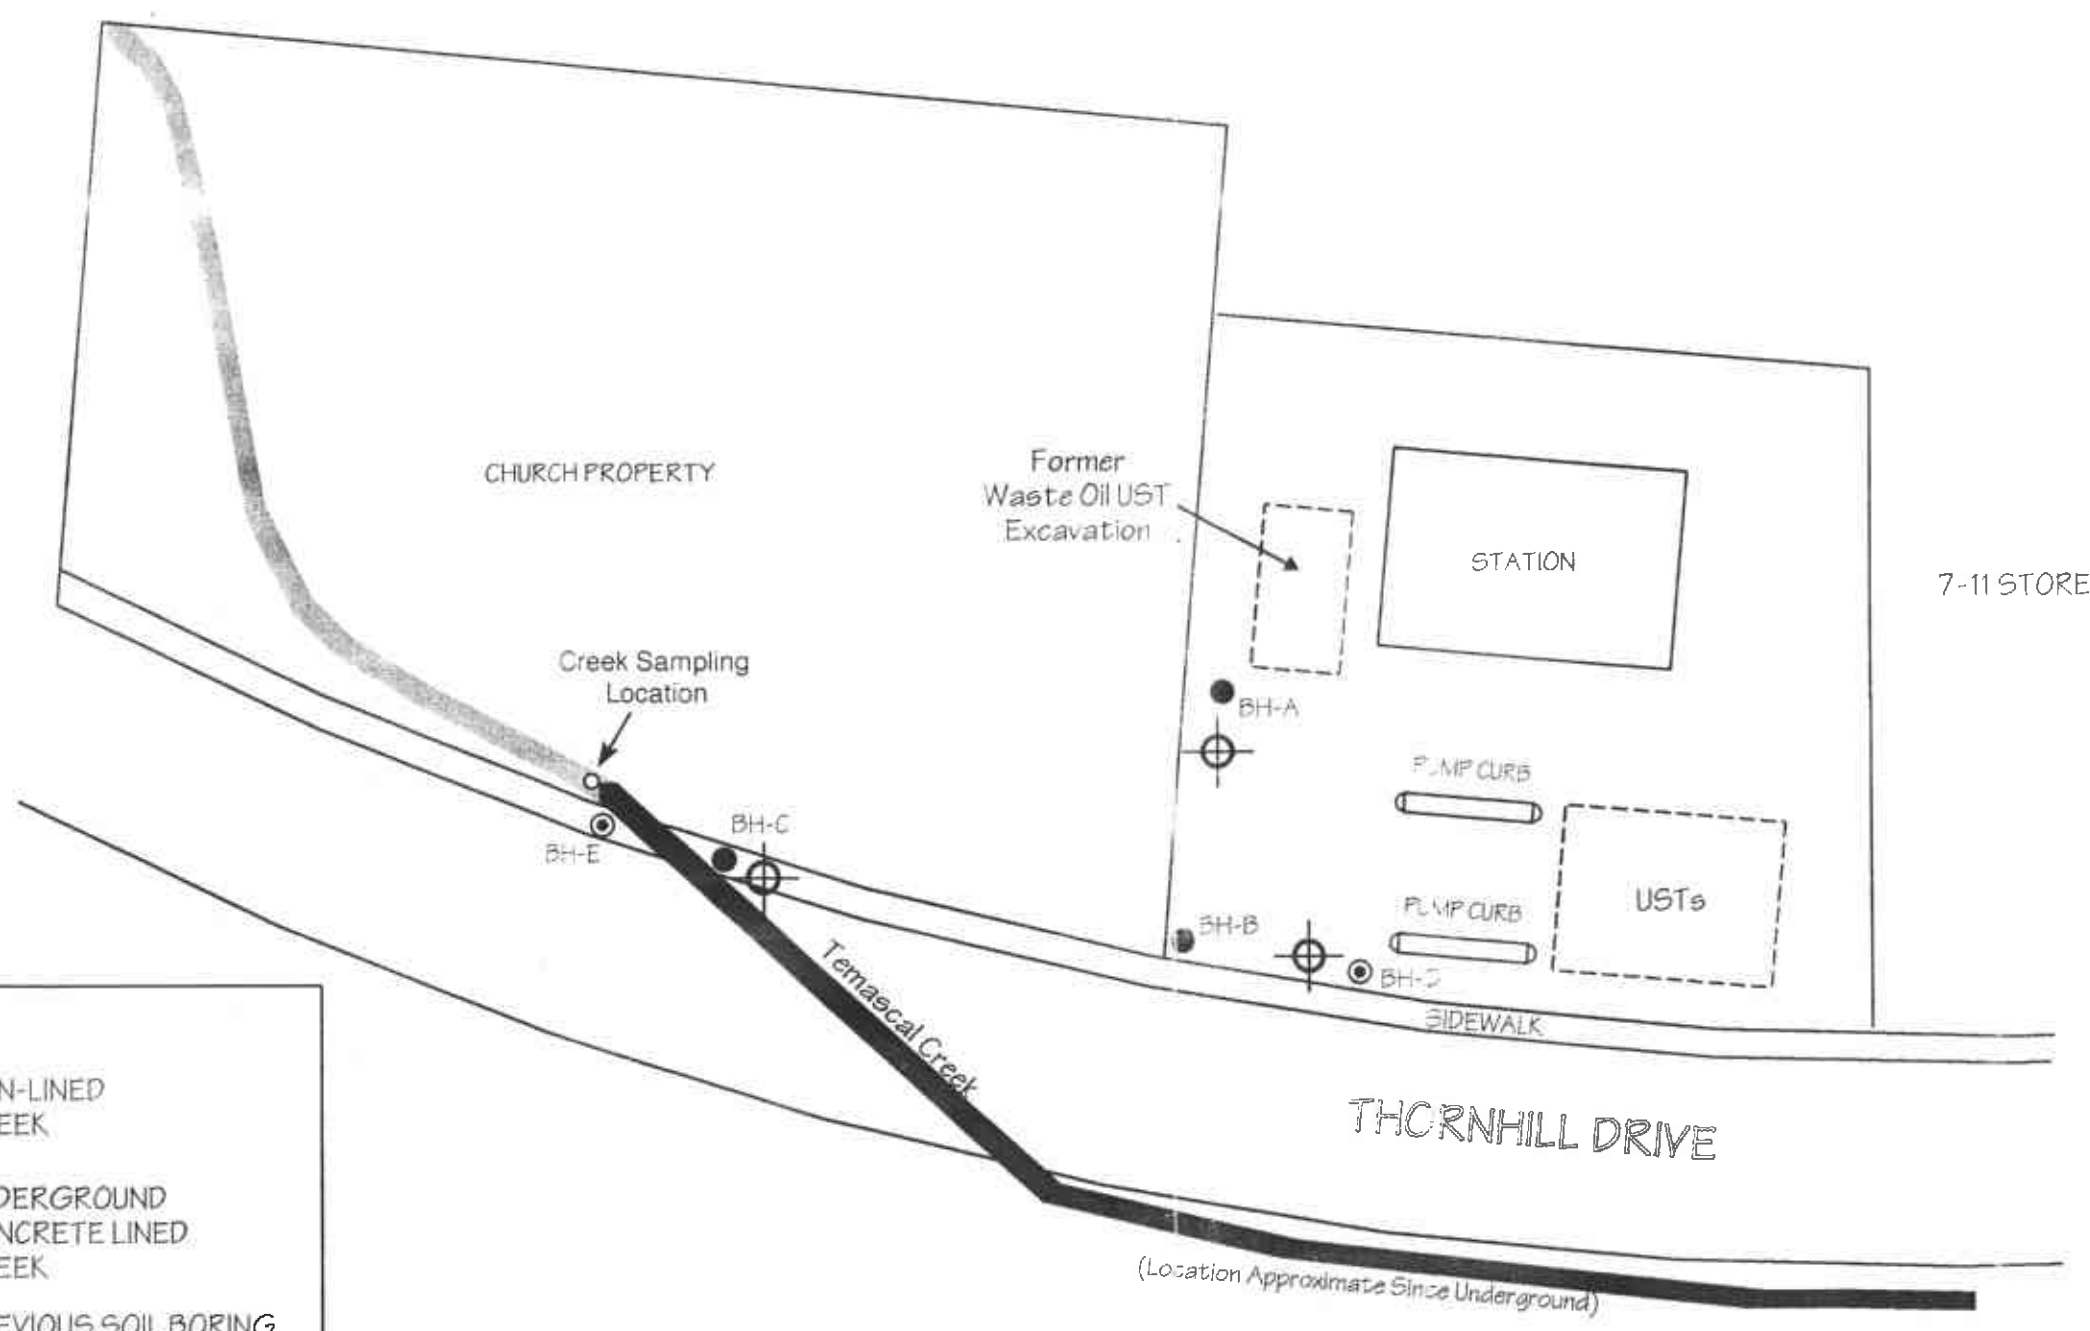 CHURCH PROPERTY
Former
Waste Oil UST
Excavation
STATION
7-11 STORE
Creek Sampling
Location
BH-A
PUMP CURB
BH-C
BH-E
PUMP CURB
USTs
BH-B
BH-D
SIDEWALK
Temascal Creek
THORNHILL DRIVE
(Location Approximate Since Underground)
N-LINED
EEK
DERGROUND
NCRETE LINED
EEK
EVIOUS SOIL BORING